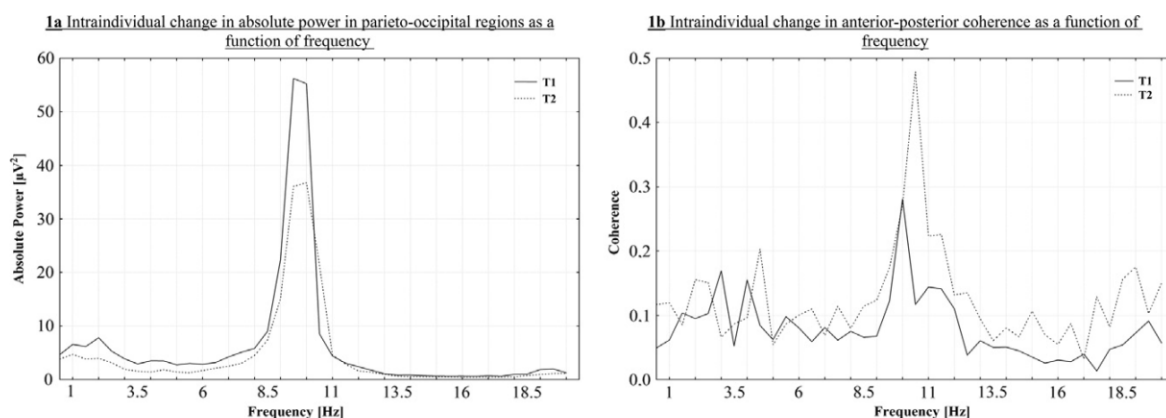 1a Intraindividual change in absolute power in parieto-occipital regions as a
function of frequency
60
50
40
30
20
10
0
Absolute Power [µV²]
T1
T2
1 3.5 6 8.5 11 13.5 16 18.5
Frequency [Hz]
1b Intraindividual change in anterior-posterior coherence as a function of
frequency
0.5
0.4
0.3
0.2
0.1
0.0
Coherence
T1
T2
1 3.5 6 8.5 11 13.5 16 18.5
Frequency [Hz]